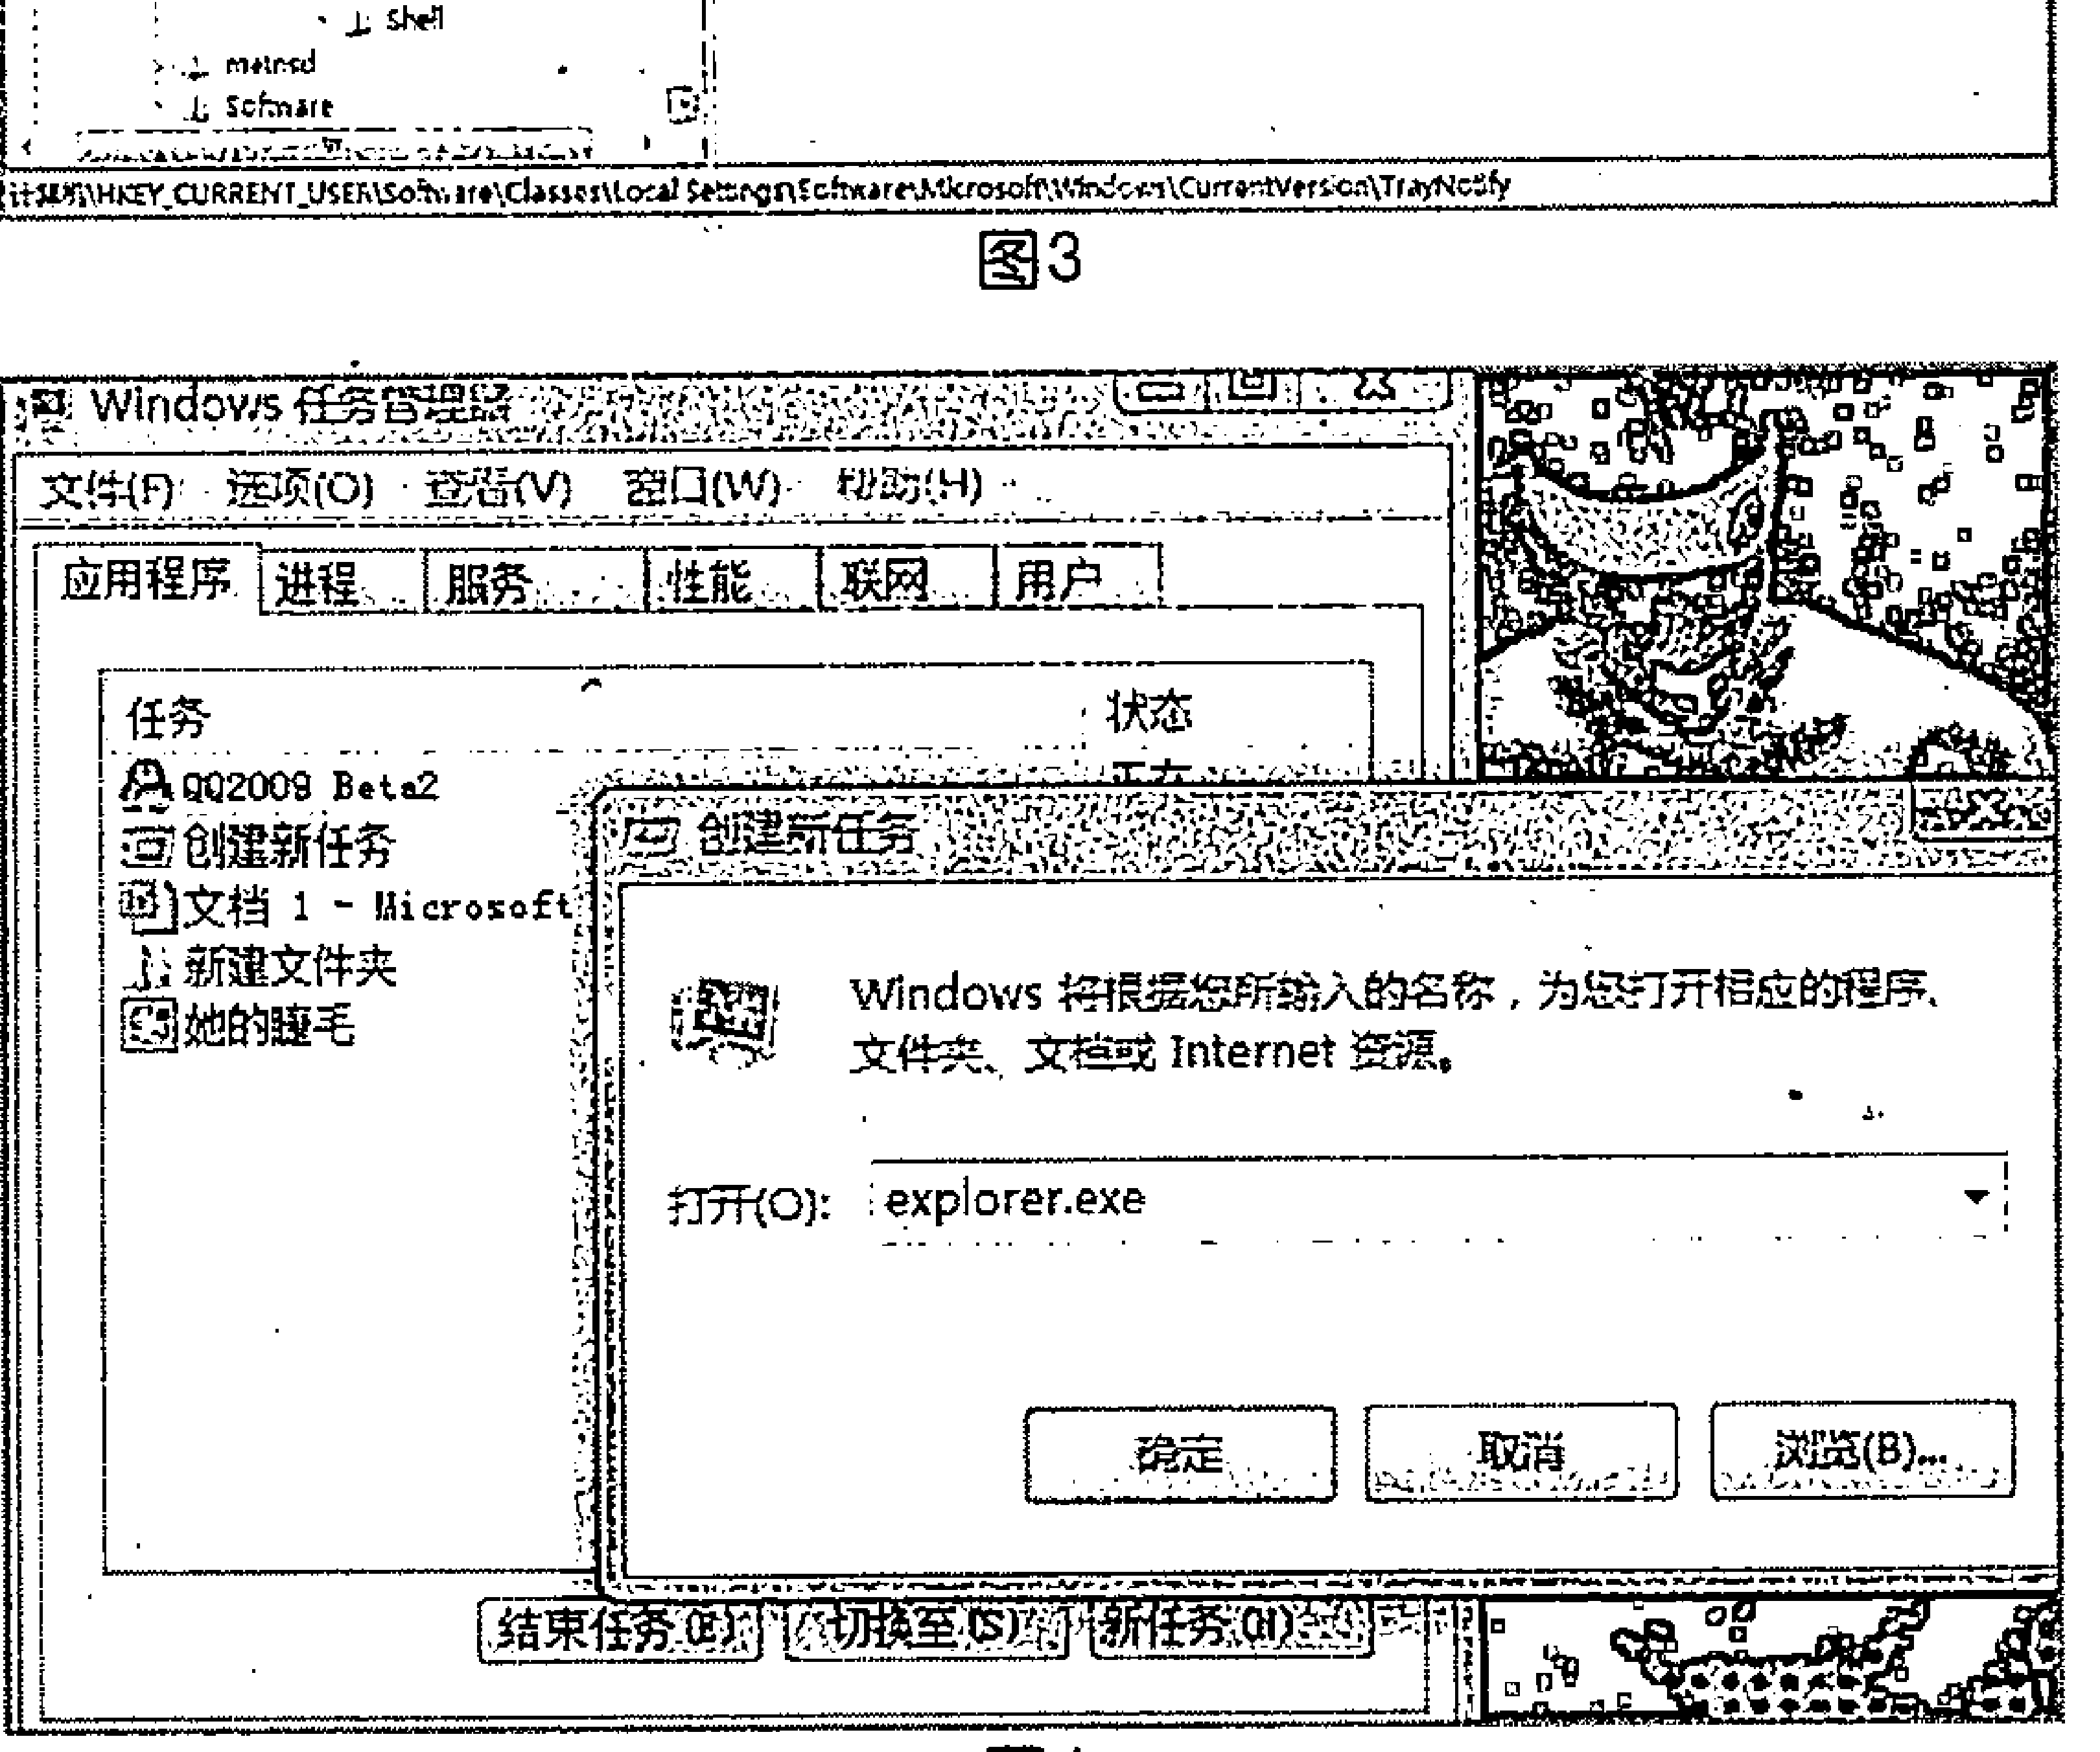 Shell
Sofmare
计算机\HKEY_CURRENT_USER\Software\Classes\Local Settings\Software\Microsoft\Windows\CurrentVersion\TrayNotify
图3
Windows 任务管理器
文件(F) 选项(O) 查看(V) 窗口(W) 帮助(H)
应用程序 进程 服务 性能 联网 用户
任务 状态
QQ2009 Beta2
创建新任务
创建新任务
文档 1 - Microsoft
新建文件夹
她的睫毛
Windows 将根据您所输入的名称，为您打开相应的程序、
文件夹、文档或 Internet 资源。
打开(O): explorer.exe
确定 取消 浏览(B)...
结束任务(E) 切换至(S) 新任务(N)...